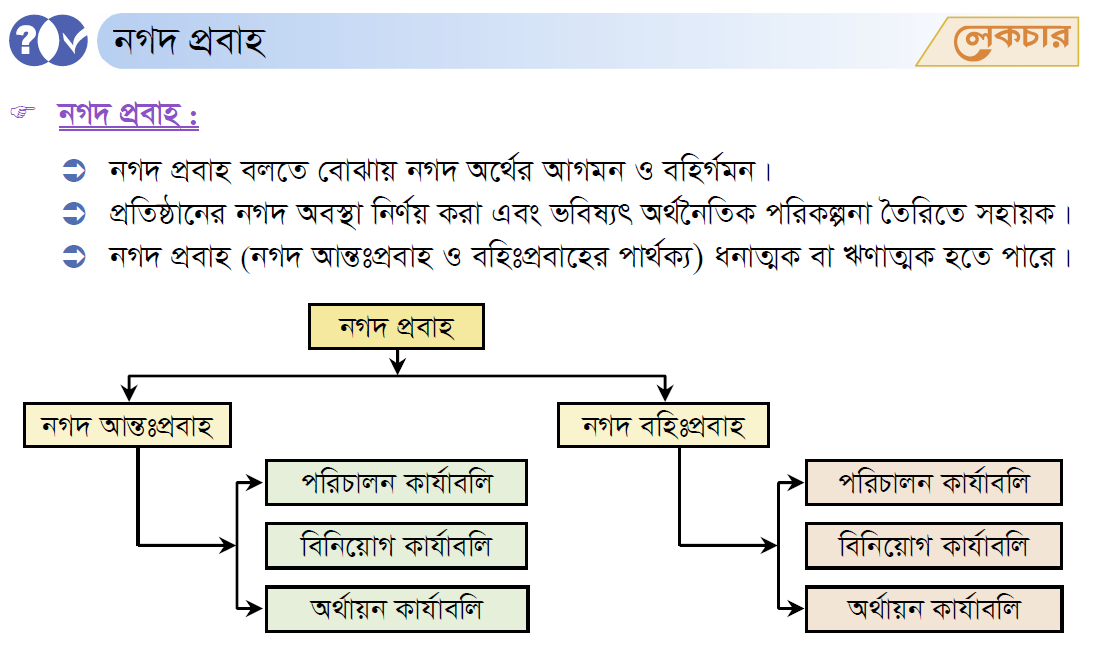 নগদ প্রবাহ
লেকচার
নগদ প্রবাহ :
নগদ প্রবাহ বলতে বোঝায় নগদ অর্থের আগমন ও বহির্গমন।
প্রতিষ্ঠানের নগদ অবস্থা নির্ণয় করা এবং ভবিষ্যৎ অর্থনৈতিক পরিকল্পনা তৈরিতে সহায়ক।
নগদ প্রবাহ (নগদ আন্তঃপ্রবাহ ও বহিঃপ্রবাহের পার্থক্য) ধনাত্মক বা ঋণাত্মক হতে পারে।
নগদ প্রবাহ
নগদ আন্তঃপ্রবাহ
নগদ বহিঃপ্রবাহ
পরিচালন কার্যাবলি
বিনিয়োগ কার্যাবলি
অর্থায়ন কার্যাবলি
পরিচালন কার্যাবলি
বিনিয়োগ কার্যাবলি
অর্থায়ন কার্যাবলি